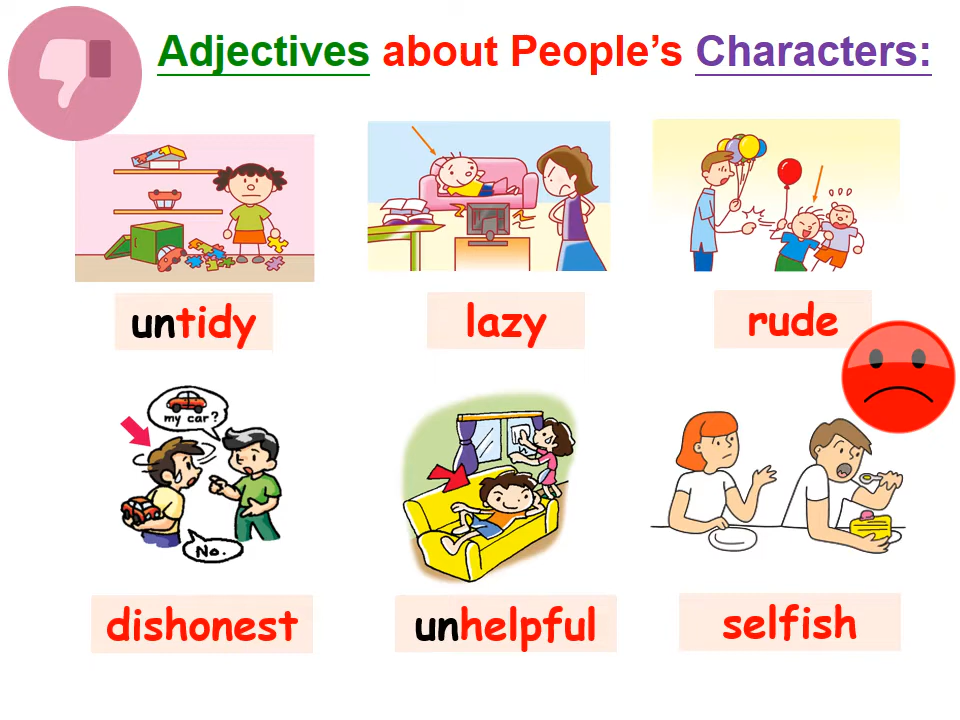 Adjectives about People's Characters:
untidy
lazy
rude
my car?
No.
dishonest
unhelpful
selfish